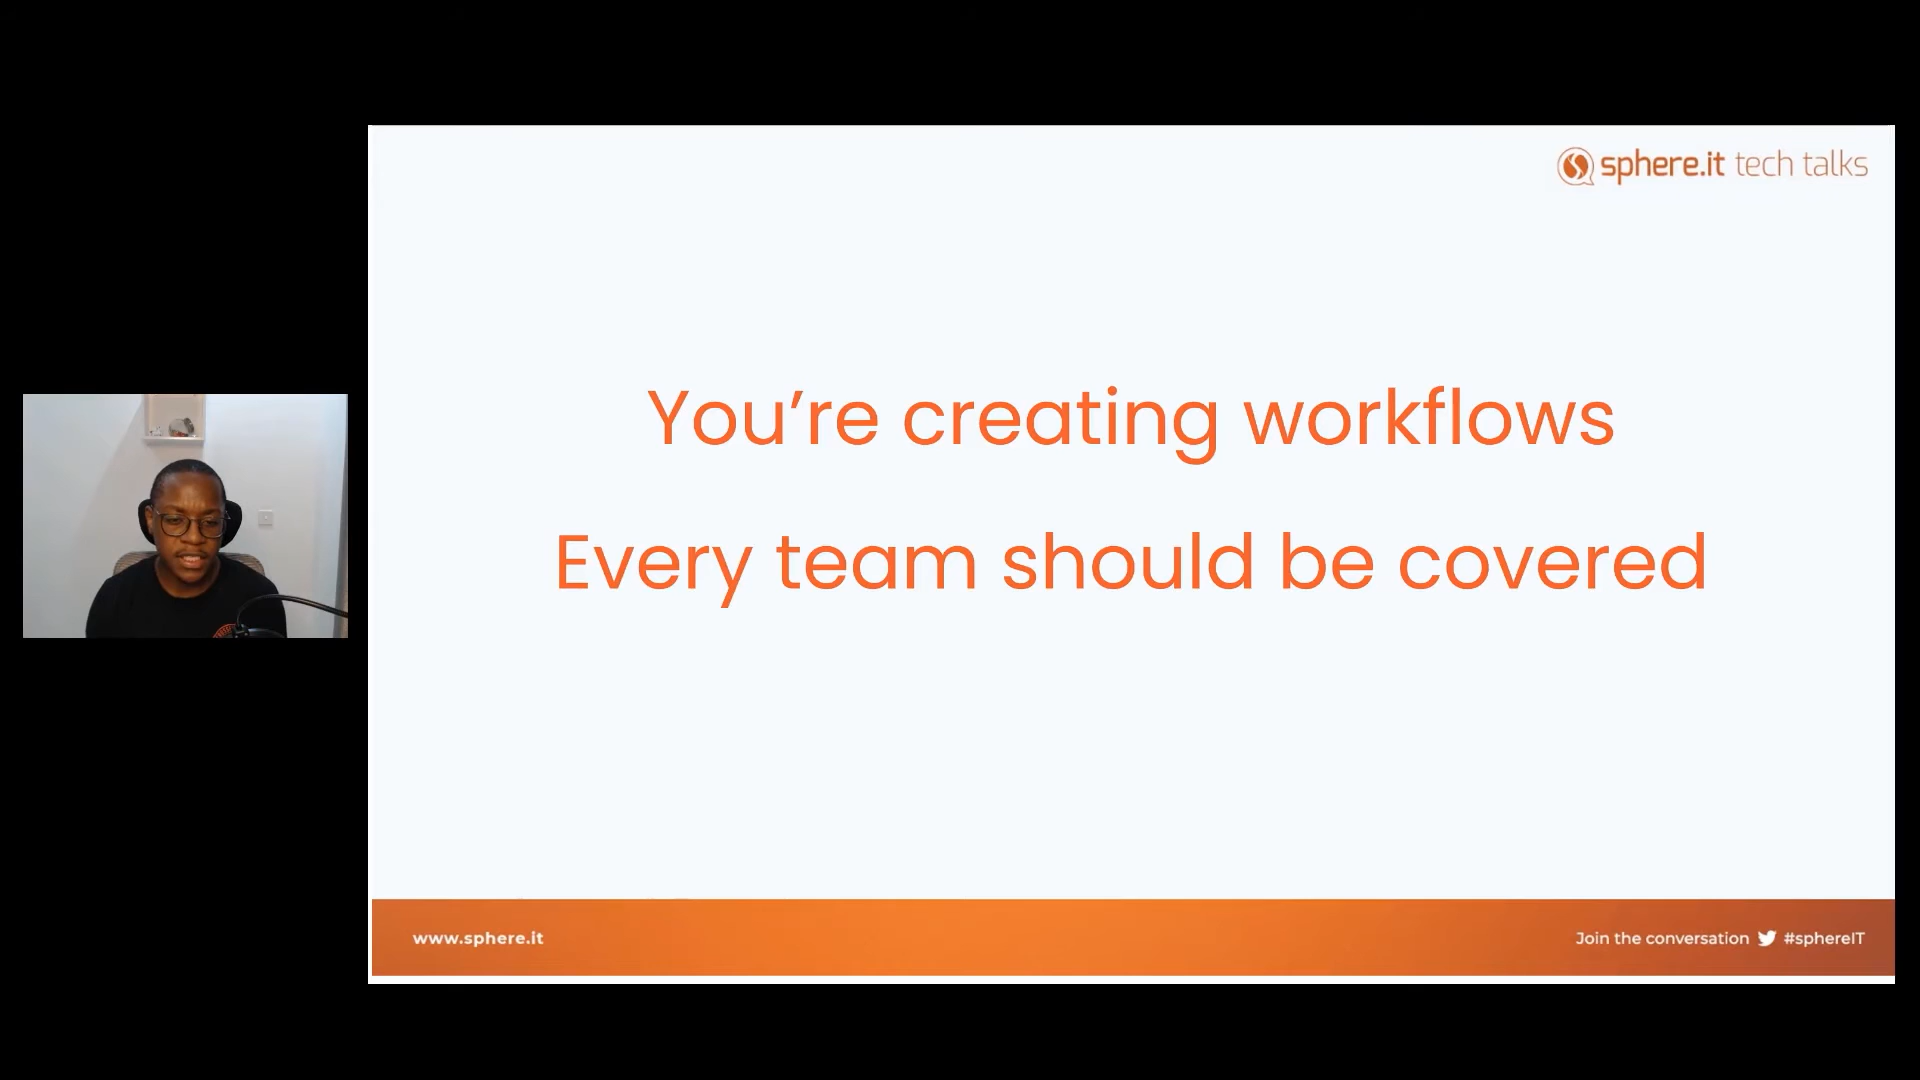 sphere.it tech talks
You’re creating workflows
Every team should be covered
www.sphere.it
Join the conversation #sphereIT